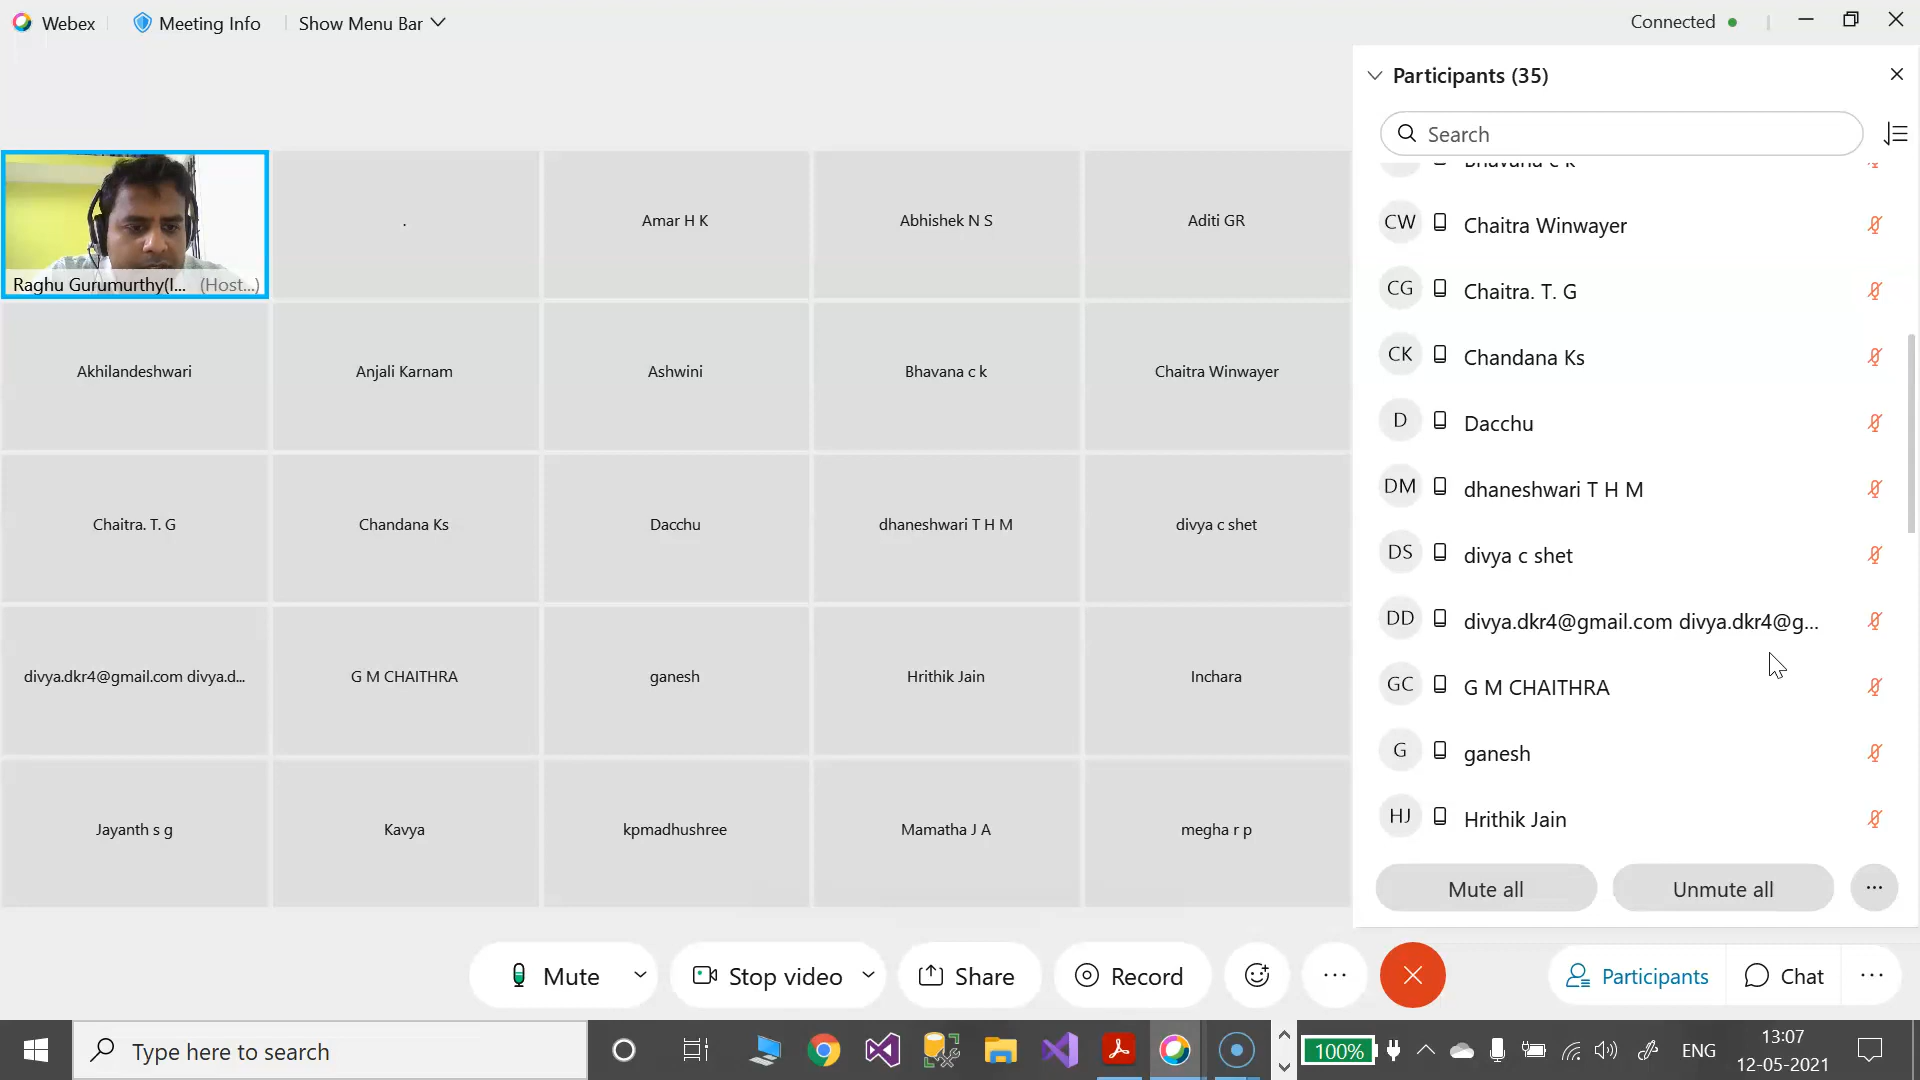 Webex
Meeting Info
Show Menu Bar
Connected
Participants (35)
Search
Bhavana c k
CW Chaitra Winwayer
CG Chaitra. T. G
CK Chandana Ks
D Dacchu
DM dhaneshwari T H M
DS divya c shet
DD divya.dkr4@gmail.com divya.dkr4@g...
GC G M CHAITHRA
G ganesh
HJ Hrithik Jain
Mute all
Unmute all
Raghu Gurumurthy(I... (Host...)
.
Amar H K
Abhishek N S
Aditi GR
Akhilandeshwari
Anjali Karnam
Ashwini
Bhavana c k
Chaitra Winwayer
Chaitra. T. G
Chandana Ks
Dacchu
dhaneshwari T H M
divya c shet
divya.dkr4@gmail.com divya.d...
G M CHAITHRA
ganesh
Hrithik Jain
Inchara
Jayanth s g
Kavya
kpmadhushree
Mamatha J A
megha r p
Mute
Stop video
Share
Record
Participants
Chat
Type here to search
100%
ENG
13:07
12-05-2021